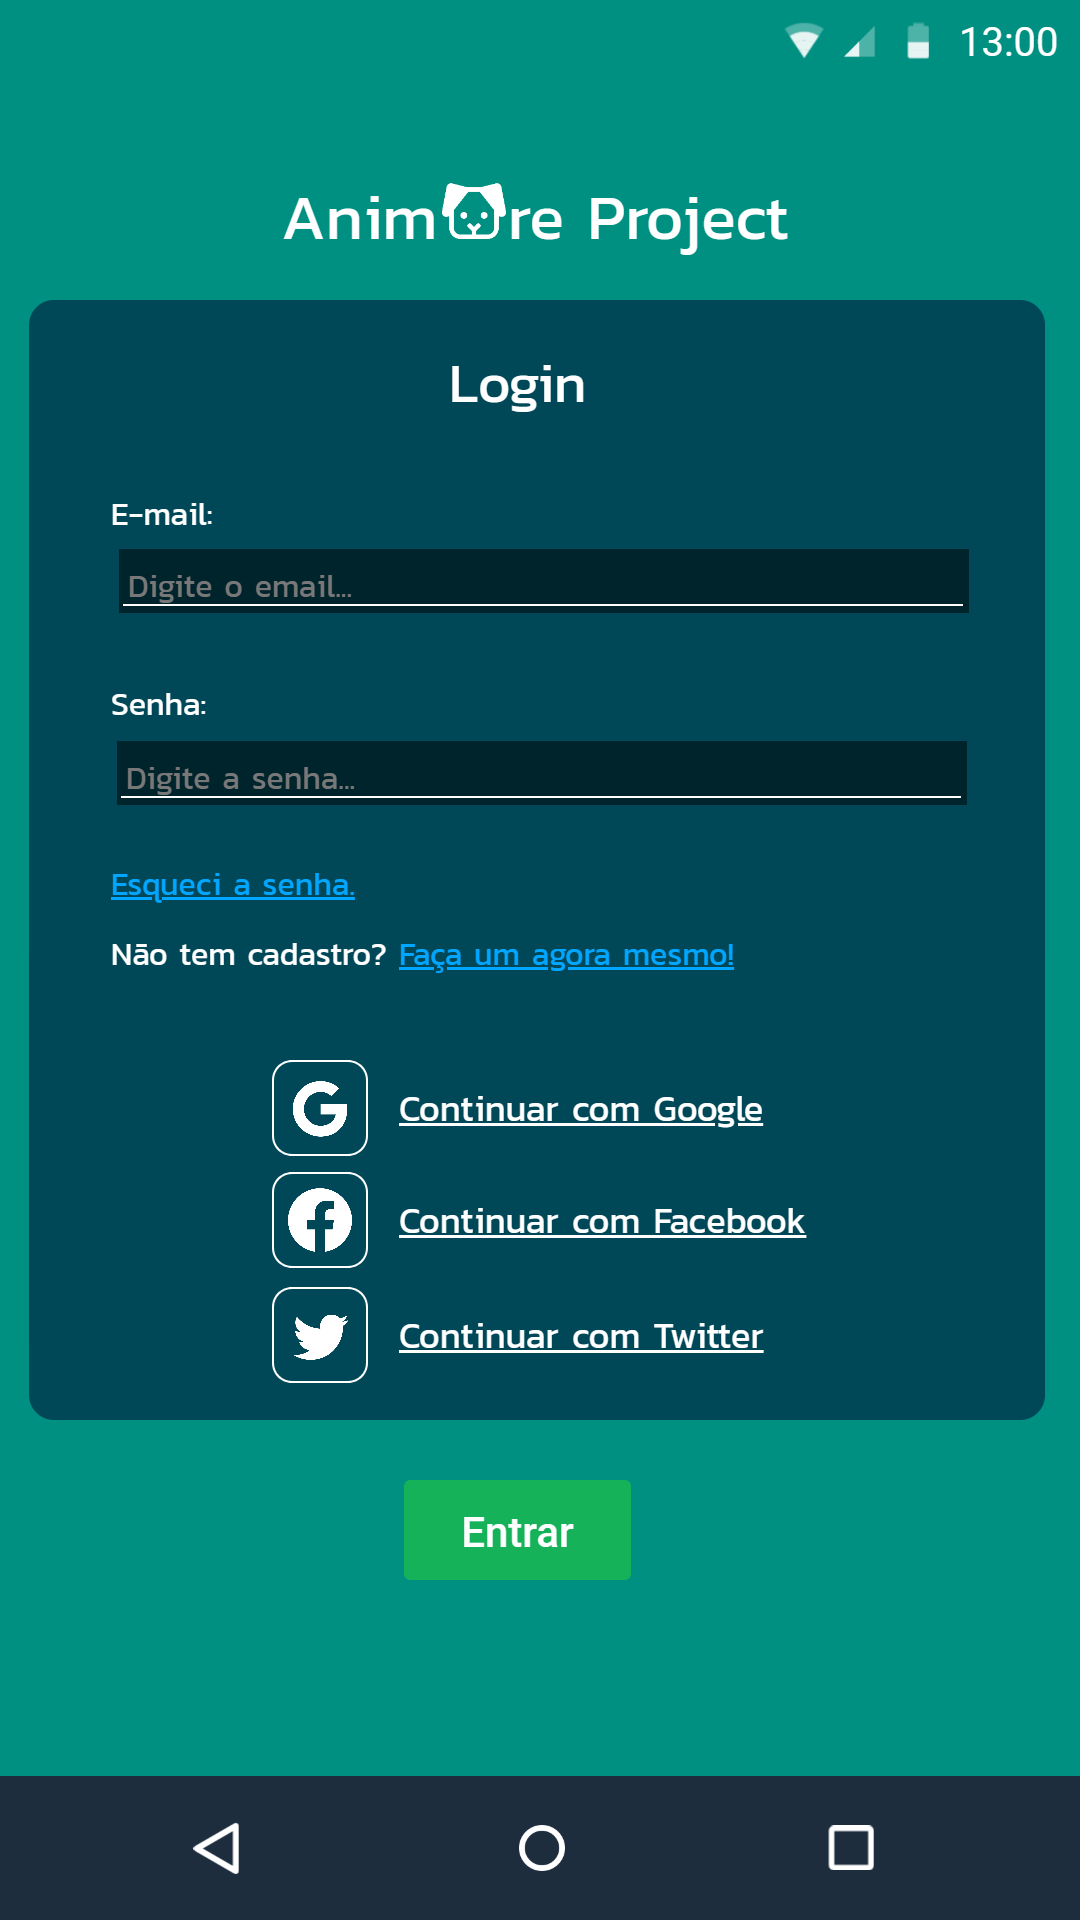 13:00
Anim re Project
Login
E-mail:
Digite o email...
Senha:
Digite a senha...
Esqueci a senha.
Não tem cadastro? Faça um agora mesmo!
Continuar com Google
Continuar com Facebook
Continuar com Twitter
Entrar